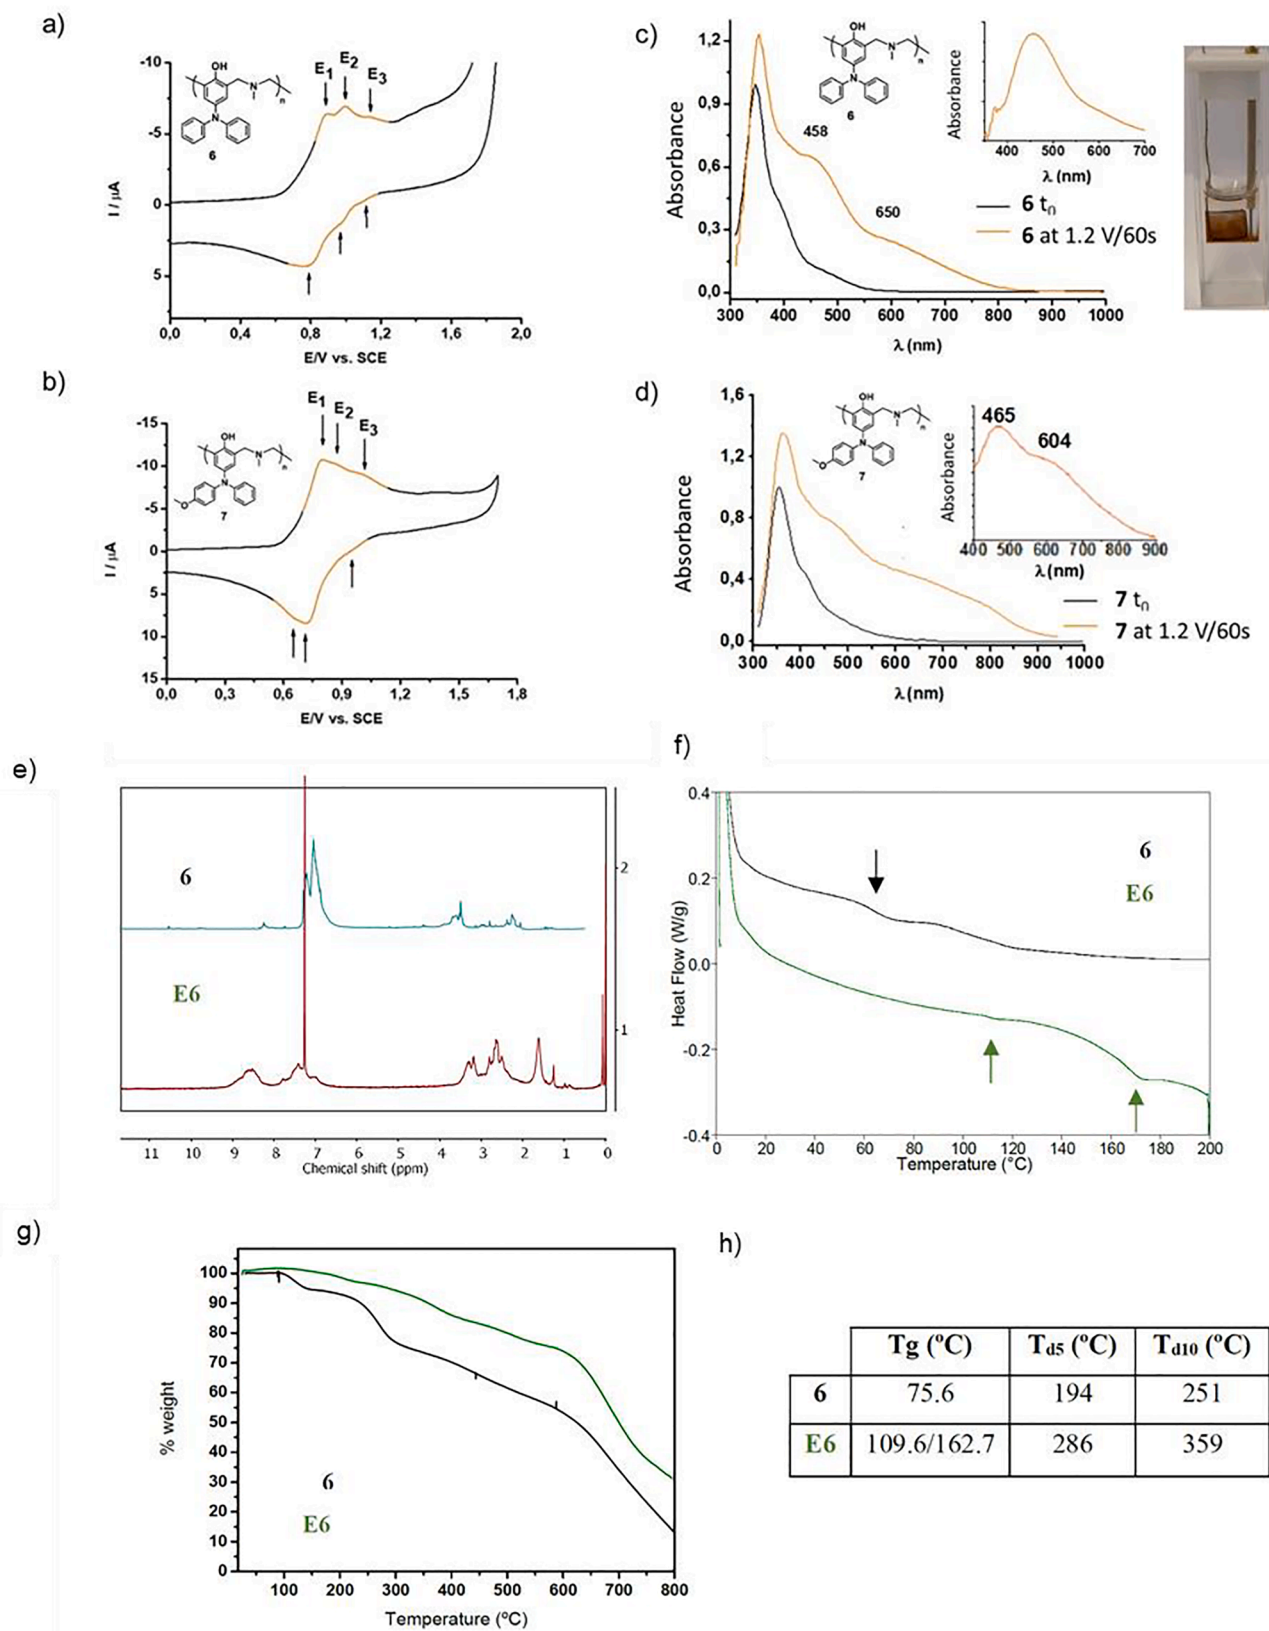 a)
-10
-5
0
5
I / µA
OH
N
n
N
6
E1
E2
E3
0,0
0,4
0,8
1,2
1,6
2,0
E/V vs. SCE
b)
-15
-10
-5
0
5
10
15
I / µA
OH
N
n
O
N
7
E1
E2
E3
0,0
0,3
0,6
0,9
1,2
1,5
1,8
E/V vs. SCE
c)
1,2
0,9
0,6
0,3
0,0
Absorbance
OH
N
n
N
6
458
650
Absorbance
400
500
600
700
λ (nm)
6 t0
6 at 1.2 V/60s
300
400
500
600
700
800
900
1000
λ (nm)
d)
1,6
1,2
0,8
0,4
0,0
Absorbance
OH
N
n
O
N
7
465
604
Absorbance
400
500
600
700
800
900
λ (nm)
7 t0
7 at 1.2 V/60s
300
400
500
600
700
800
900
1000
λ (nm)
e)
6
E6
2
1
11
10
9
8
7
6
5
4
3
2
1
0
Chemical shift (ppm)
f)
0.4
0.2
0.0
-0.2
-0.4
Heat Flow (W/g)
6
E6
0
20
40
60
80
100
120
140
160
180
200
Temperature (°C)
g)
100
90
80
70
60
50
40
30
20
10
0
% weight
6
E6
100
200
300
400
500
600
700
800
Temperature (ºC)
h)
Tg (ºC) Td5 (ºC) Td10 (ºC)
6 75.6 194 251
E6 109.6/162.7 286 359